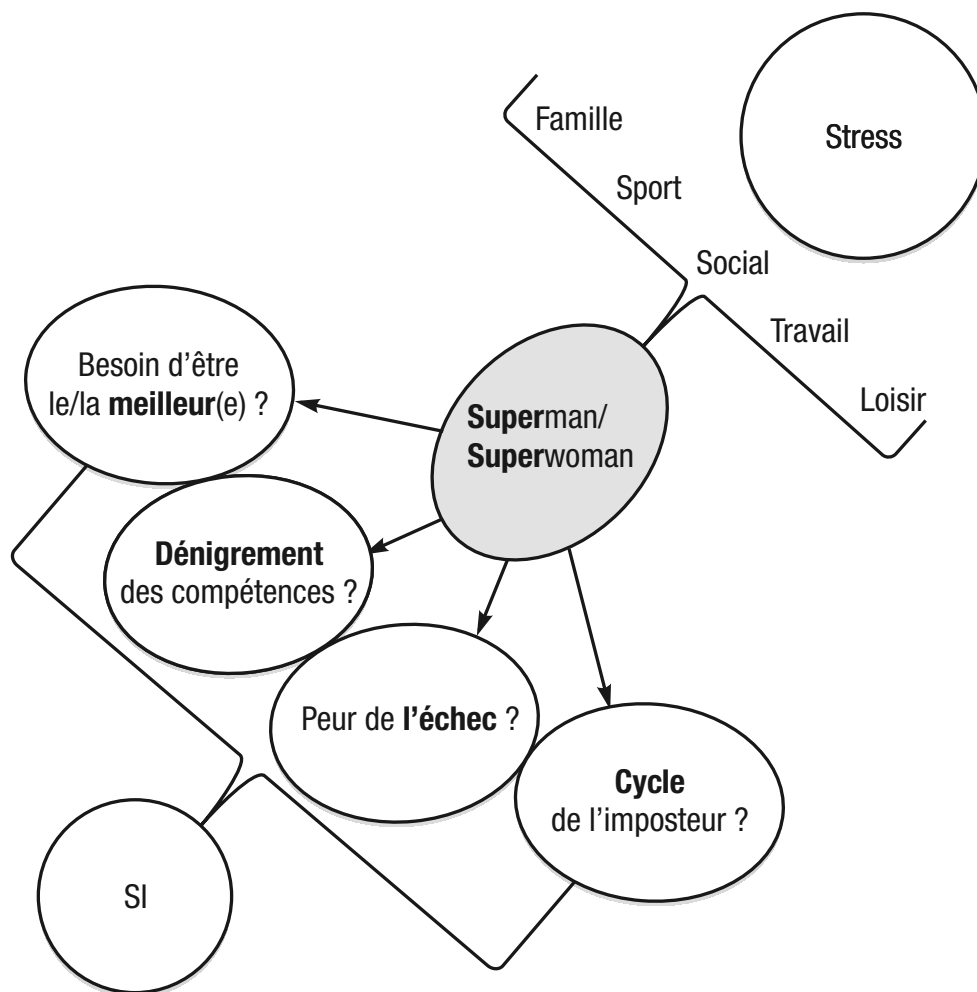 Famille
Stress
Sport
Social
Travail
Loisir
Besoin d'être
le/la meilleur(e) ?
Superman/
Superwoman
Dénigrement
des compétences ?
Peur de l'échec ?
Cycle
de l'imposteur ?
SI